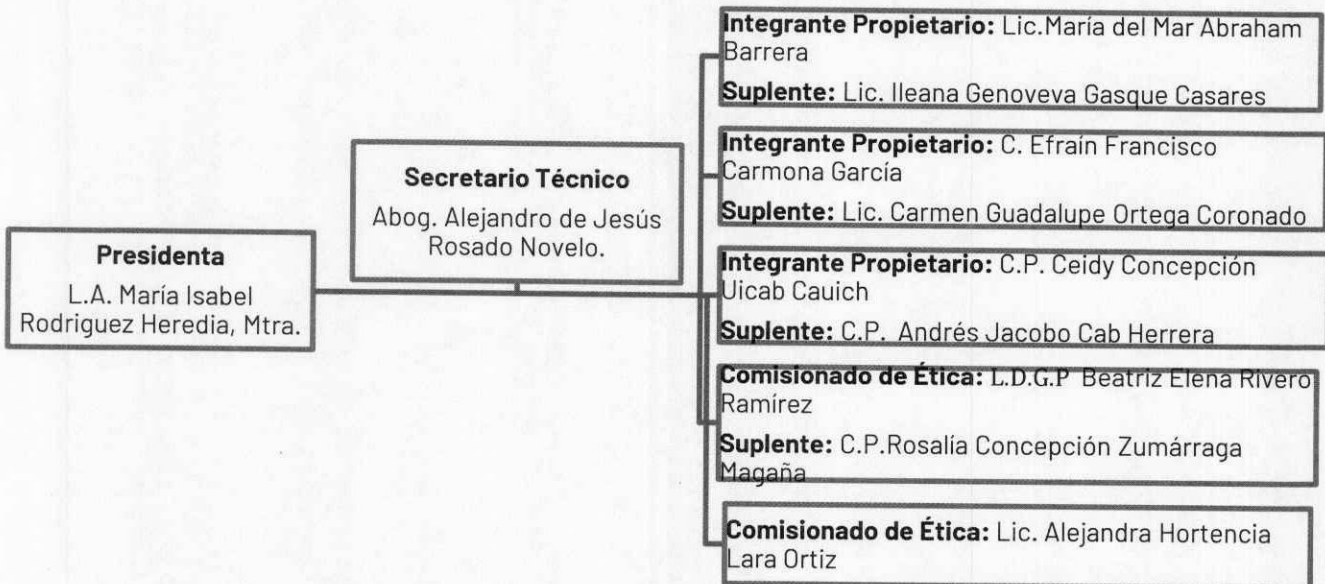 Presidenta
L.A. María Isabel
Rodriguez Heredia, Mtra.
Secretario Técnico
Abog. Alejandro de Jesús
Rosado Novelo.
Integrante Propietario: Lic.María del Mar Abraham
Barrera
Suplente: Lic. Ileana Genoveva Gasque Casares
Integrante Propietario: C. Efraín Francisco
Carmona García
Suplente: Lic. Carmen Guadalupe Ortega Coronado
Integrante Propietario: C.P. Ceidy Concepción
Uicab Cauich
Suplente: C.P. Andrés Jacobo Cab Herrera
Comisionado de Ética: L.D.G.P Beatriz Elena Rivero
Ramírez
Suplente: C.P.Rosalía Concepción Zumárraga
Magaña
Comisionado de Ética: Lic. Alejandra Hortencia
Lara Ortiz